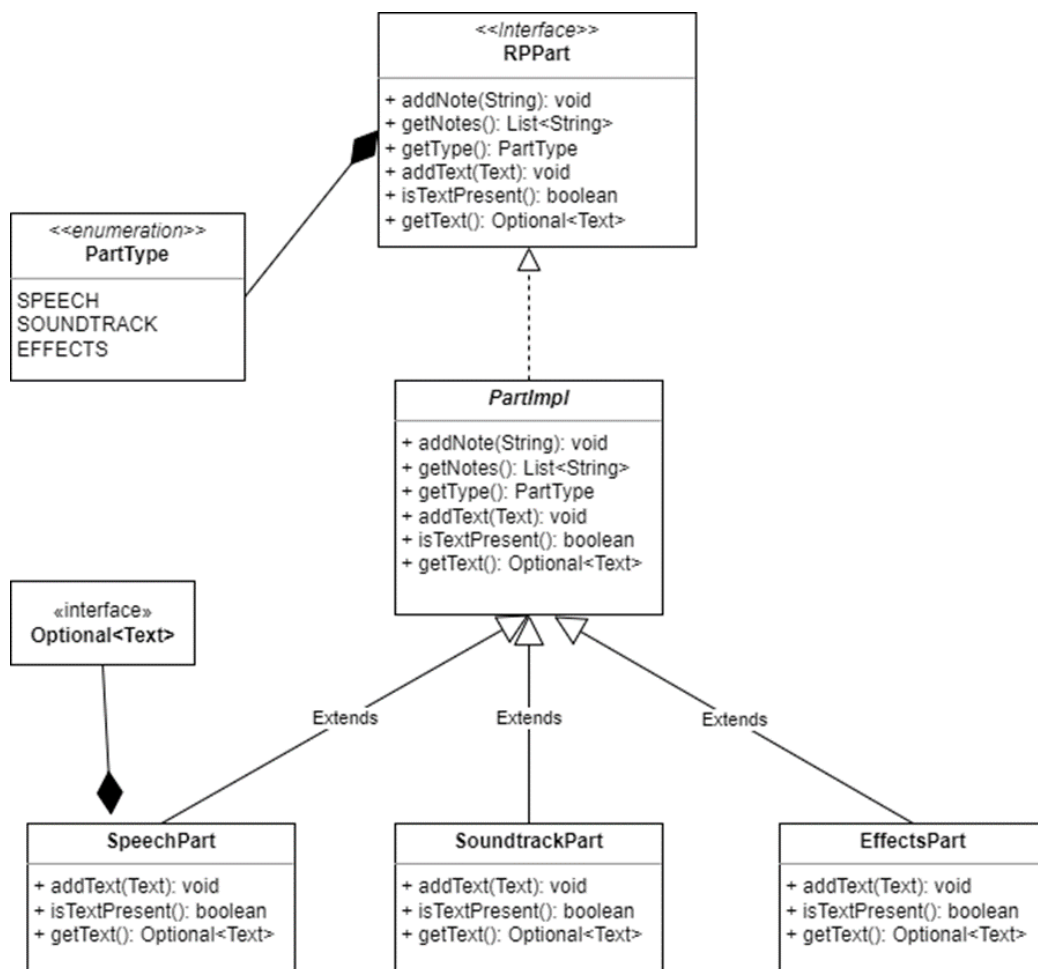 <<Interface>>
RPPart
+ addNote(String): void
+ getNotes(): List<String>
+ getType(): PartType
+ addText(Text): void
+ isTextPresent(): boolean
+ getText(): Optional<Text>
<<enumeration>>
PartType
SPEECH
SOUNDTRACK
EFFECTS
PartImpl
+ addNote(String): void
+ getNotes(): List<String>
+ getType(): PartType
+ addText(Text): void
+ isTextPresent(): boolean
+ getText(): Optional<Text>
«interface»
Optional<Text>
Extends
Extends
Extends
SpeechPart
+ addText(Text): void
+ isTextPresent(): boolean
+ getText(): Optional<Text>
SoundtrackPart
+ addText(Text): void
+ isTextPresent(): boolean
+ getText(): Optional<Text>
EffectsPart
+ addText(Text): void
+ isTextPresent(): boolean
+ getText(): Optional<Text>